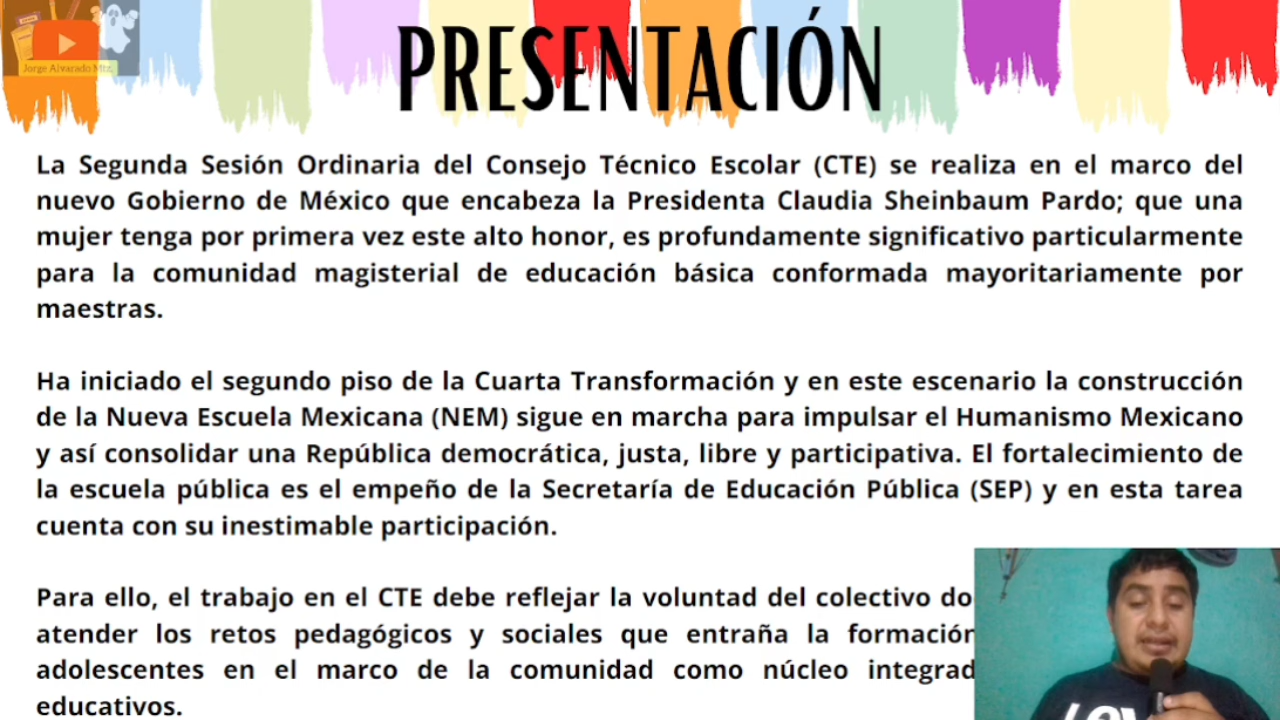 Jorge Alvarado Mtz.
PRESENTACIÓN
La Segunda Sesión Ordinaria del Consejo Técnico Escolar (CTE) se realiza en el marco del
nuevo Gobierno de México que encabeza la Presidenta Claudia Sheinbaum Pardo; que una
mujer tenga por primera vez este alto honor, es profundamente significativo particularmente
para la comunidad magisterial de educación básica conformada mayoritariamente por
maestras.
Ha iniciado el segundo piso de la Cuarta Transformación y en este escenario la construcción
de la Nueva Escuela Mexicana (NEM) sigue en marcha para impulsar el Humanismo Mexicano
y así consolidar una República democrática, justa, libre y participativa. El fortalecimiento de
la escuela pública es el empeño de la Secretaría de Educación Pública (SEP) y en esta tarea
cuenta con su inestimable participación.
Para ello, el trabajo en el CTE debe reflejar la voluntad del colectivo do
atender los retos pedagógicos y sociales que entraña la formación
adolescentes en el marco de la comunidad como núcleo integrad
educativos.